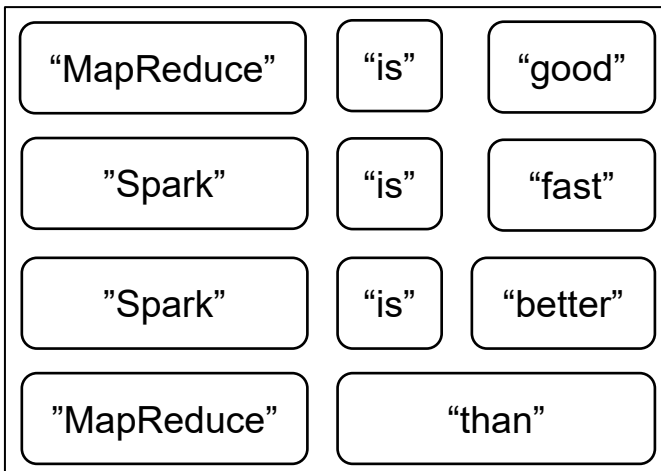 “MapReduce” “is” “good”
”Spark” “is” “fast”
”Spark” “is” “better”
”MapReduce” “than”